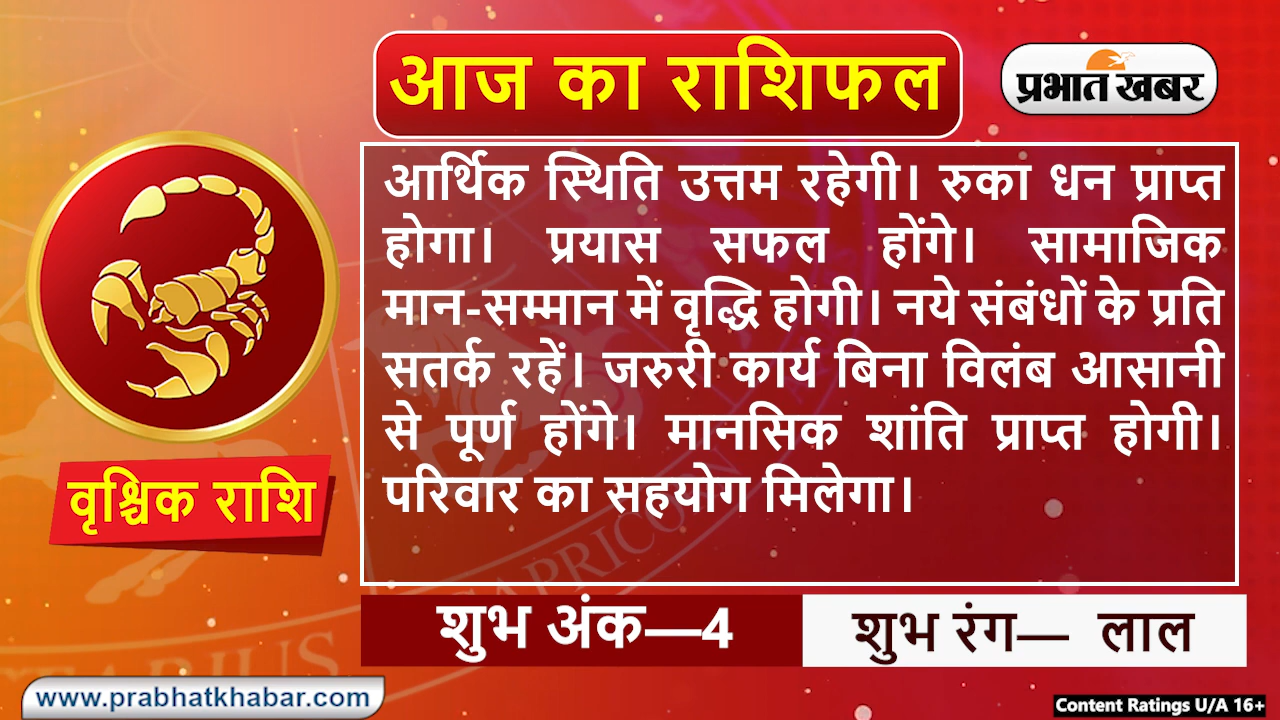 आज का राशिफल
प्रभात खबर
आर्थिक स्थिति उत्तम रहेगी। रुका धन प्राप्त
होगा। प्रयास सफल होंगे। सामाजिक
मान-सम्मान में वृद्धि होगी। नये संबंधों के प्रति
सतर्क रहें। जरुरी कार्य बिना विलंब आसानी
से पूर्ण होंगे। मानसिक शांति प्राप्त होगी।
परिवार का सहयोग मिलेगा।
वृश्चिक राशि
CAPRICORN
शुभ अंक—4
शुभ रंग— लाल
www.prabhatkhabar.com
Content Ratings U/A 16+